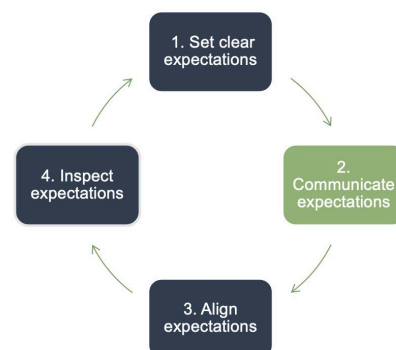 1. Set clear
expectations
2.
Communicate
expectations
3. Align
expectations
4. Inspect
expectations